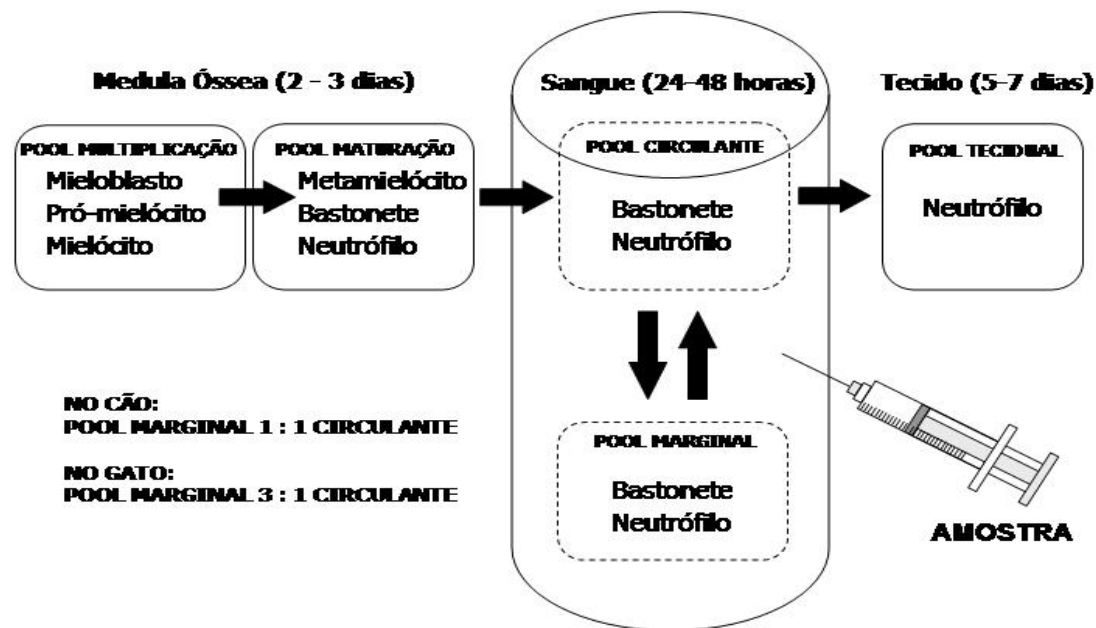 Medula Óssea (2 - 3 dias)
Sangue (24-48 horas)
Tecido (5-7 dias)
POOL MULTIPLICAÇÃO
Mieloblasto
Pró-mielócito
Mielócito
POOL MATURAÇÃO
Metamielócito
Bastonete
Neutrófilo
POOL CIRCULANTE
Bastonete
Neutrófilo
POOL TECIDUAL
Neutrófilo
NO CÃO:
POOL MARGINAL 1 : 1 CIRCULANTE
NO GATO:
POOL MARGINAL 3 : 1 CIRCULANTE
POOL MARGINAL
Bastonete
Neutrófilo
AMOSTRA